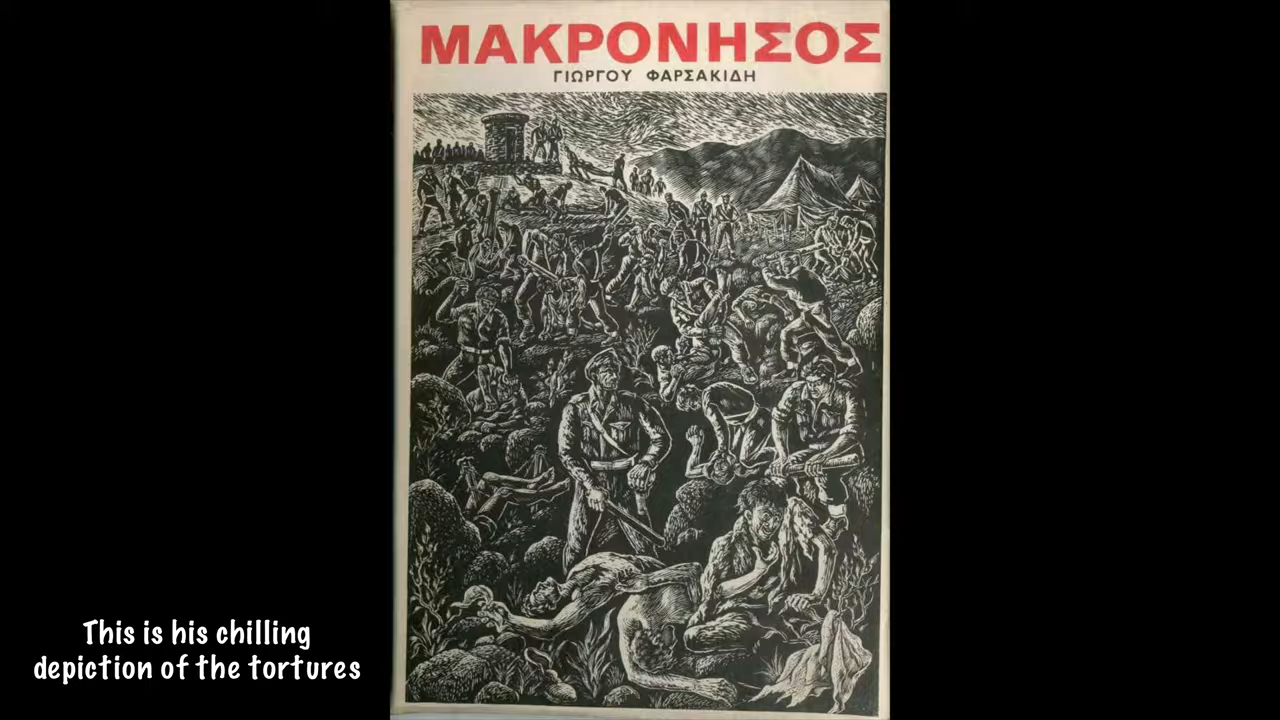 ΜΑΚΡΟΝΗΣΟΣ
ΓΙΩΡΓΟΥ ΦΑΡΣΑΚΙΔΗ
This is his chilling
depiction of the tortures